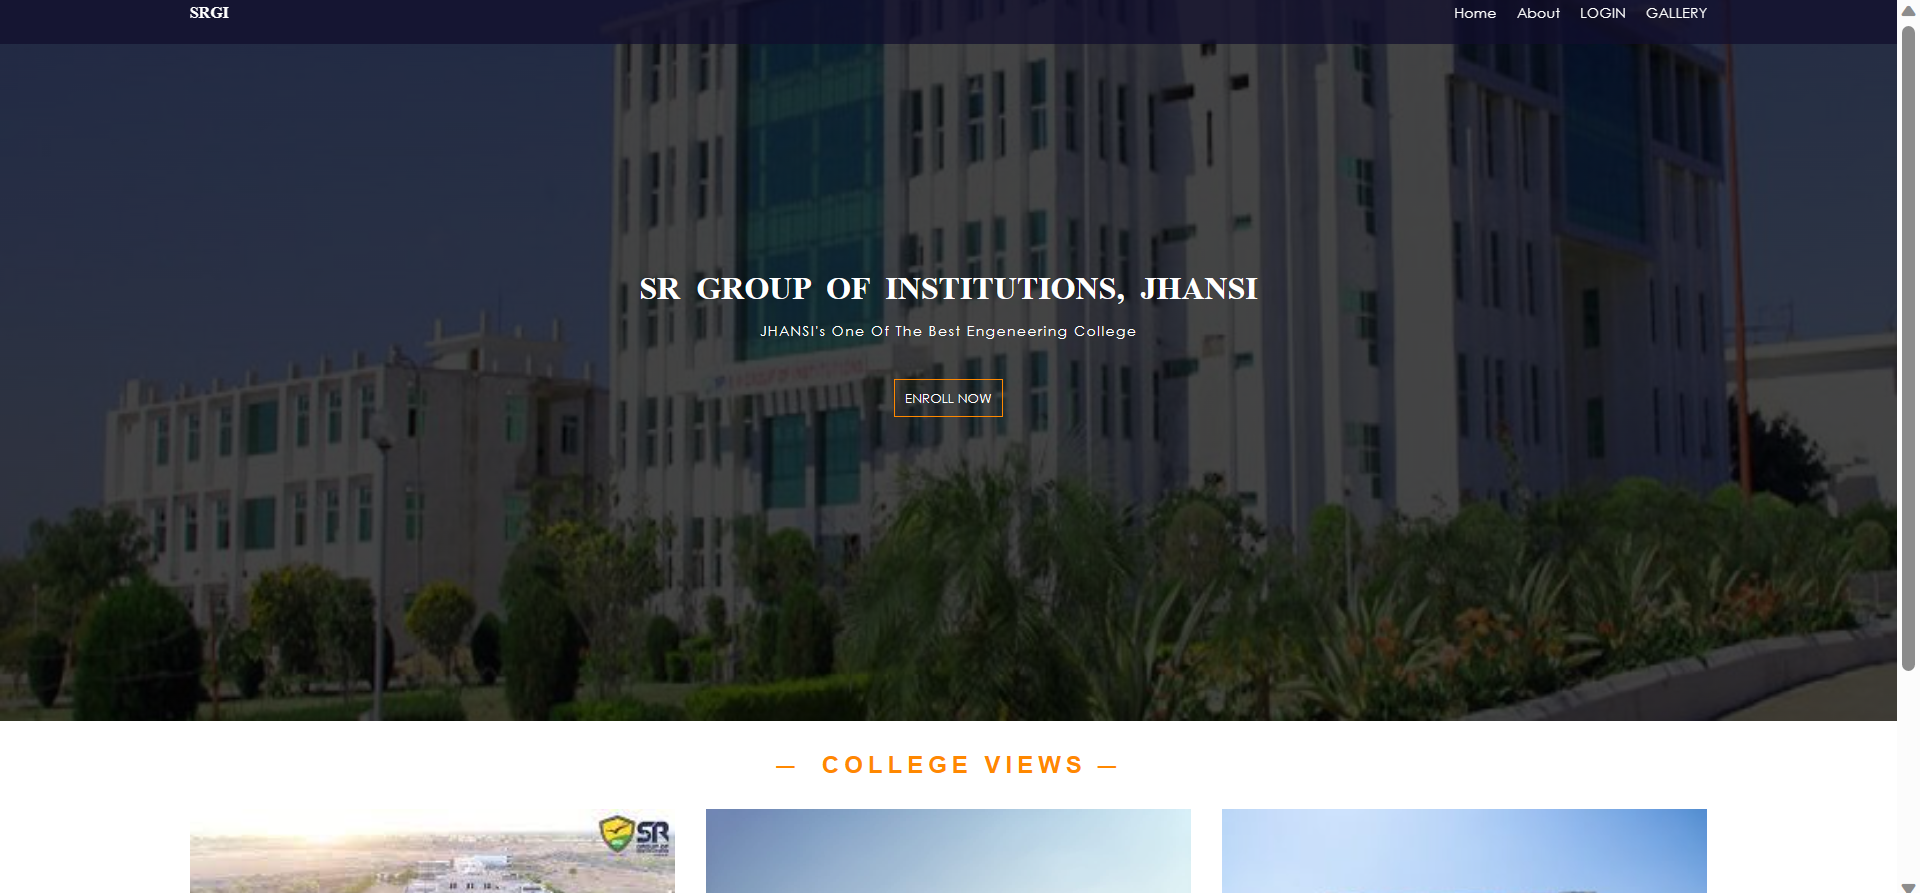 SRGI
Home About LOGIN GALLERY
SR GROUP OF INSTITUTIONS, JHANSI
JHANSI's One Of The Best Engeneering College
ENROLL NOW
— COLLEGE VIEWS —
SR